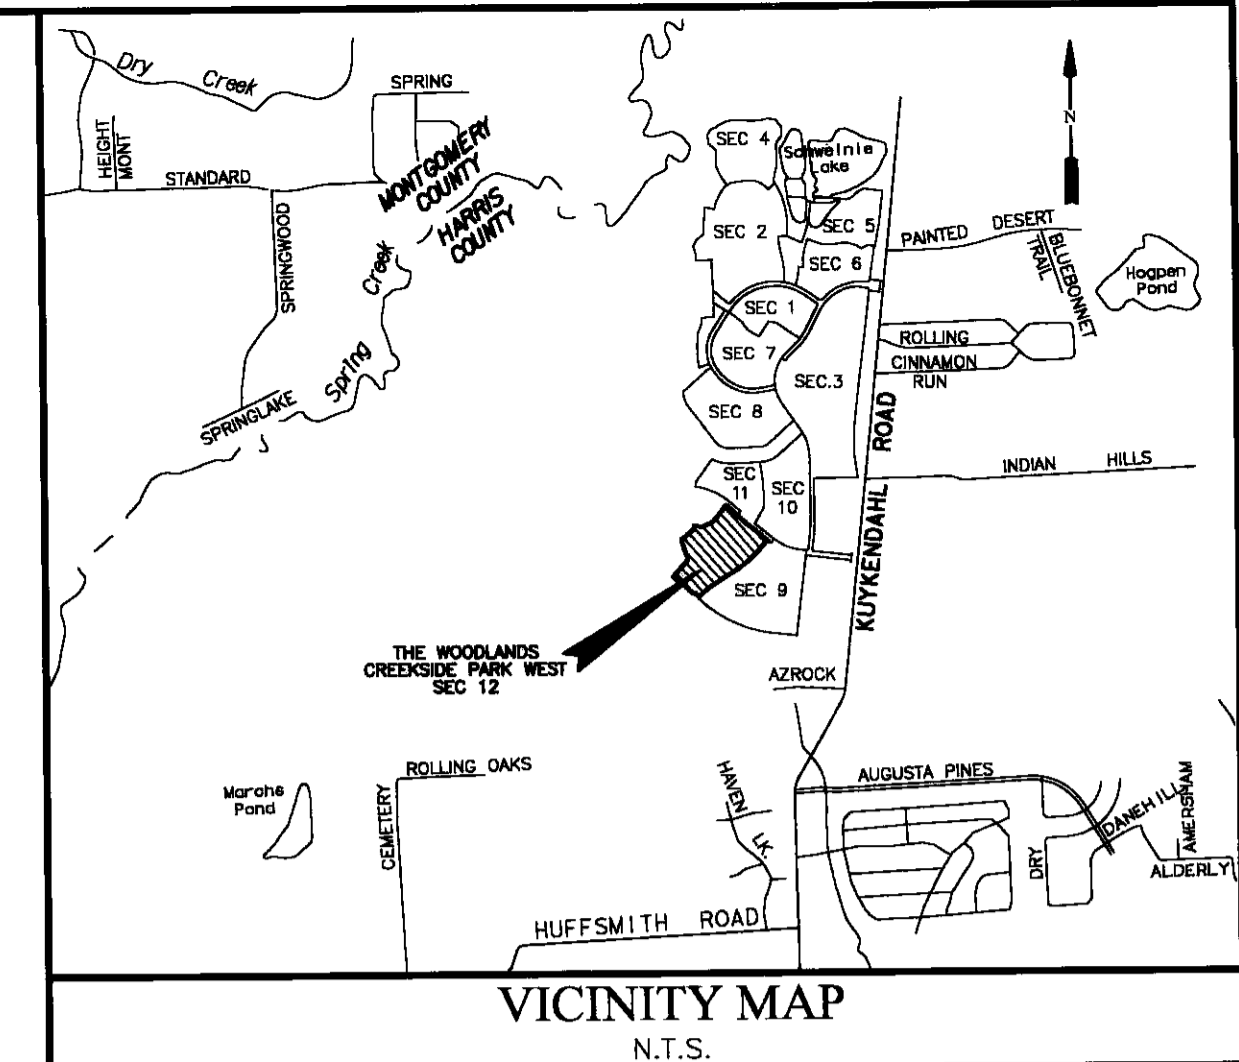 Dry
Creek
SPRING
HEIGHT
MONT
STANDARD
MONTGOMERY
COUNTY
HARRIS
COUNTY
SPRINGWOOD
Creek
Spring
SPRINGLAKE
SEC 4
Schwelnle
Lake
N
SEC 2
SEC 5
SEC 6
PAINTED DESERT
BLUEBONNET
TRAIL
Hogpen
Pond
SEC 1
SEC 7
SEC.3
ROLLING
CINNAMON
RUN
SEC 8
KUYKENDAHL ROAD
SEC
11
SEC
10
INDIAN HILLS
SEC 9
THE WOODLANDS
CREEKSIDE PARK WEST
SEC 12
AZROCK
ROLLING OAKS
Marohs
Pond
CEMETERY
HAVEN
LK.
AUGUSTA PINES
DANEHILL
AMERSHAM
DRY
ALDERLY
HUFFSMITH ROAD
VICINITY MAP
N.T.S.